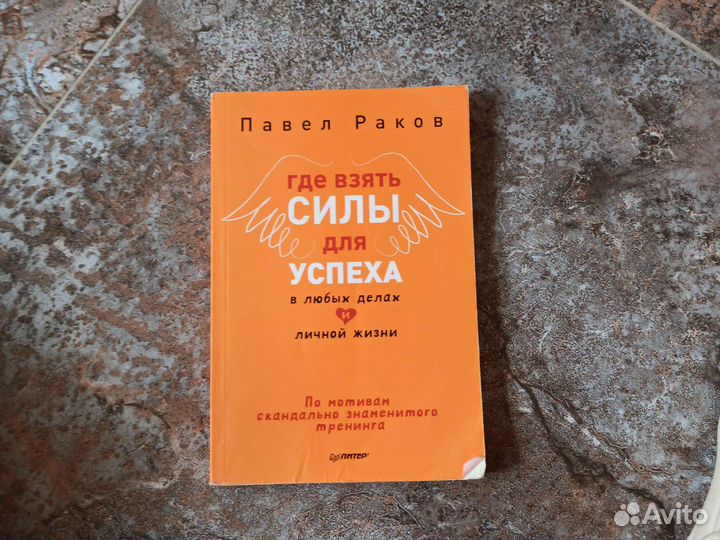 Павел Раков
где взять
СИЛЫ
для
УСПЕХА
в любых делах
и
личной жизни
По мотивам
скандально знаменитого
тренинга
ПИТЕР
Avito